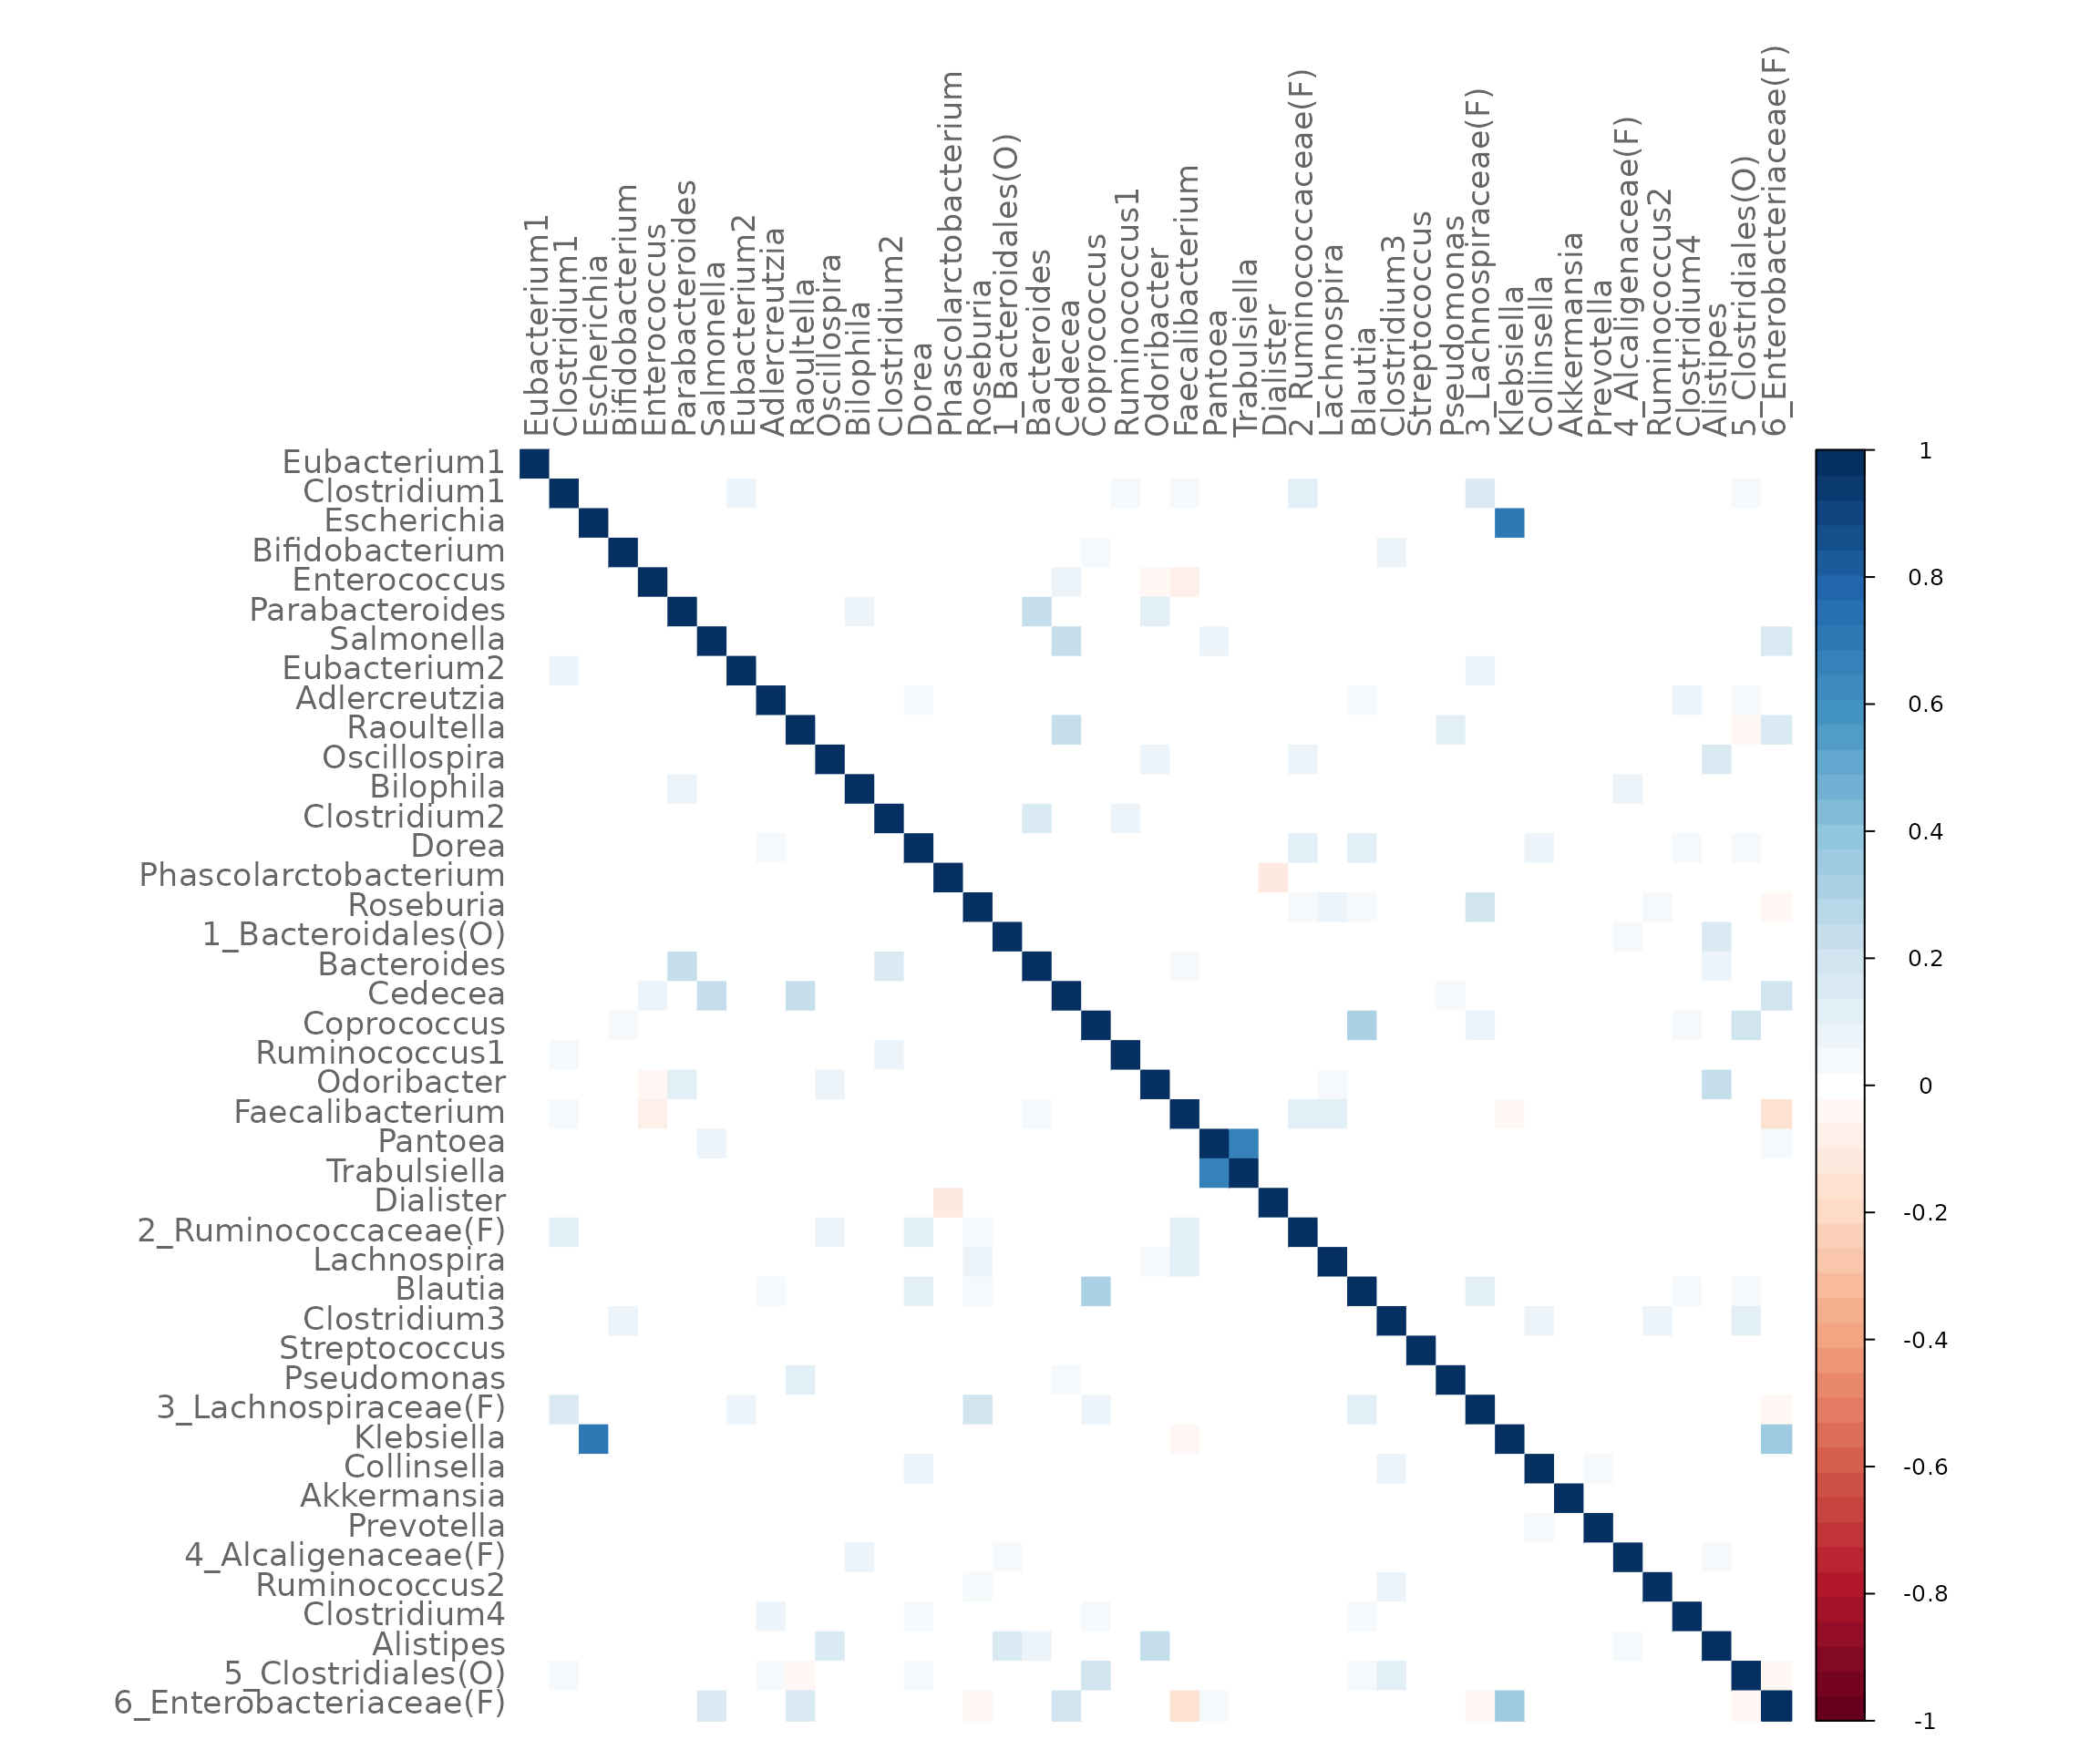 Eubacterium1
Clostridium1
Escherichia
Bifidobacterium
Enterococcus
Parabacteroides
Salmonella
Eubacterium2
Adlercreutzia
Raoultella
Oscillospira
Bilophila
Clostridium2
Dorea
Phascolarctobacterium
Roseburia
1_Bacteroidales(O)
Bacteroides
Cedecea
Coprococcus
Ruminococcus1
Odoribacter
Faecalibacterium
Pantoea
Trabulsiella
Dialister
2_Ruminococcaceae(F)
Lachnospira
Blautia
Clostridium3
Streptococcus
Pseudomonas
3_Lachnospiraceae(F)
Klebsiella
Collinsella
Akkermansia
Prevotella
4_Alcaligenaceae(F)
Ruminococcus2
Clostridium4
Alistipes
5_Clostridiales(O)
6_Enterobacteriaceae(F)
Eubacterium1
Clostridium1
Escherichia
Bifidobacterium
Enterococcus
Parabacteroides
Salmonella
Eubacterium2
Adlercreutzia
Raoultella
Oscillospira
Bilophila
Clostridium2
Dorea
Phascolarctobacterium
Roseburia
1_Bacteroidales(O)
Bacteroides
Cedecea
Coprococcus
Ruminococcus1
Odoribacter
Faecalibacterium
Pantoea
Trabulsiella
Dialister
2_Ruminococcaceae(F)
Lachnospira
Blautia
Clostridium3
Streptococcus
Pseudomonas
3_Lachnospiraceae(F)
Klebsiella
Collinsella
Akkermansia
Prevotella
4_Alcaligenaceae(F)
Ruminococcus2
Clostridium4
Alistipes
5_Clostridiales(O)
6_Enterobacteriaceae(F)
1
0.8
0.6
0.4
0.2
0
-0.2
-0.4
-0.6
-0.8
-1